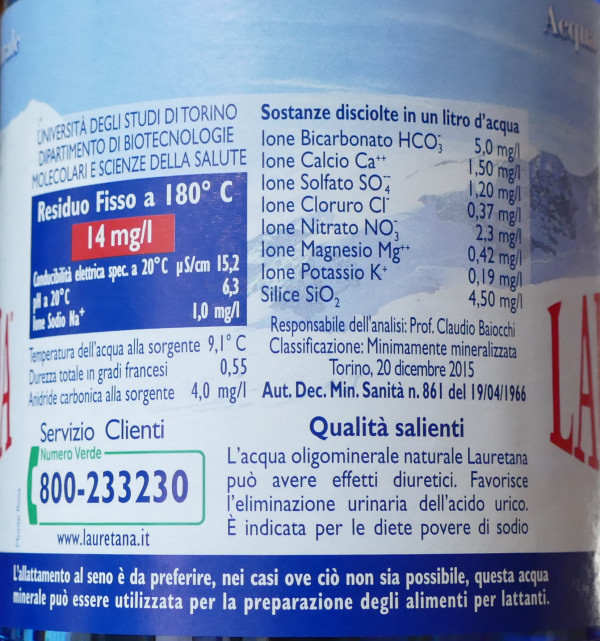 Acqua
UNIVERSITÀ DEGLI STUDI DI TORINO
DIPARTIMENTO DI BIOTECNOLOGIE
MOLECOLARI E SCIENZE DELLA SALUTE
Residuo Fisso a 180° C
14 mg/l
Conducibilità elettrica spec. a 20°C µS/cm 15,2
pH a 20°C 6,3
Ione Sodio Na⁺ 1,0 mg/l
Temperatura dell'acqua alla sorgente 9,1° C
Durezza totale in gradi francesi 0,55
Anidride carbonica alla sorgente 4,0 mg/l
Sostanze disciolte in un litro d'acqua
Ione Bicarbonato HCO₃⁻ 5,0 mg/l
Ione Calcio Ca⁺⁺ 1,50 mg/l
Ione Solfato SO₄⁻ 1,20 mg/l
Ione Cloruro Cl⁻ 0,37 mg/l
Ione Nitrato NO₃⁻ 2,3 mg/l
Ione Magnesio Mg⁺⁺ 0,42 mg/l
Ione Potassio K⁺ 0,19 mg/l
Silice SiO₂ 4,50 mg/l
Responsabile dell'analisi: Prof. Claudio Baiocchi
Classificazione: Minimamente mineralizzata
Torino, 20 dicembre 2015
Aut. Dec. Min. Sanità n. 861 del 19/04/1966
Servizio Clienti
Numero Verde
800-233230
www.lauretana.it
Monte Rosa
Qualità salienti
L'acqua oligominerale naturale Lauretana
può avere effetti diuretici. Favorisce
l'eliminazione urinaria dell'acido urico.
È indicata per le diete povere di sodio
LA
L'allattamento al seno è da preferire, nei casi ove ciò non sia possibile, questa acqua
minerale può essere utilizzata per la preparazione degli alimenti per lattanti.